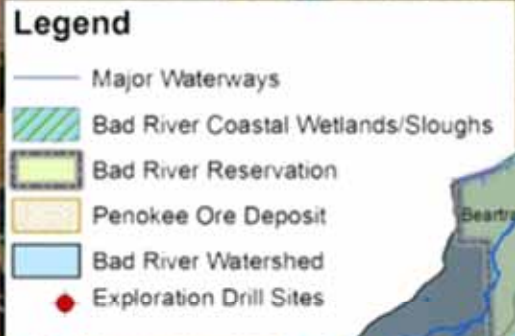 Legend
Major Waterways
Bad River Coastal Wetlands/Sloughs
Bad River Reservation
Penokee Ore Deposit
Bad River Watershed
Exploration Drill Sites